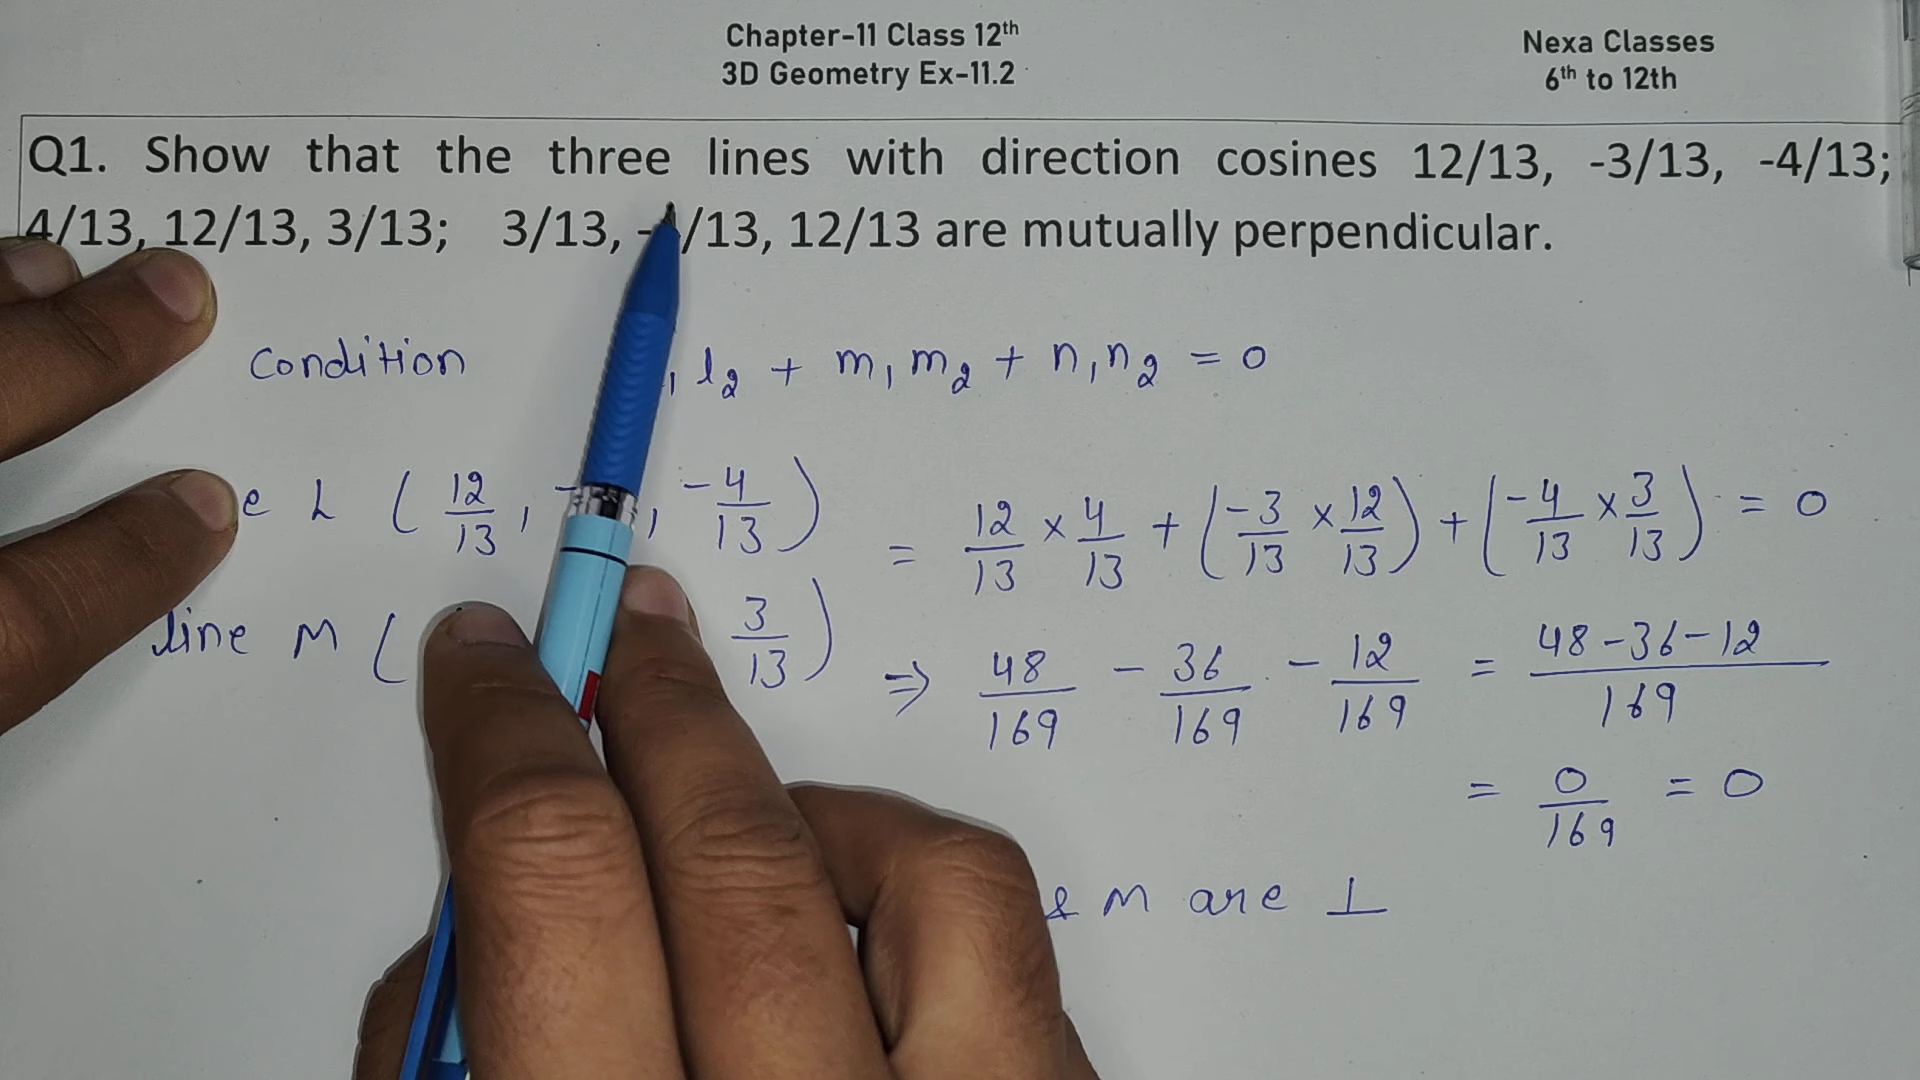 Chapter-11 Class 12th
3D Geometry Ex-11.2
Nexa Classes
6th to 12th
Q1. Show that the three lines with direction cosines 12/13, -3/13, -4/13;
4/13, 12/13, 3/13; 3/13, - /13, 12/13 are mutually perpendicular.
Condition l₂ + m₁m₂ + n₁n₂ = 0
L ( 12/13, - , -4/13 ) = 12/13 × 4/13 + ( -3/13 × 12/13 ) + ( -4/13 × 3/13 ) = 0
line M ( 3/13 ) ⇒ 48/169 - 36/169 - 12/169 = 48-36-12/169
= 0/169 = 0
& M are ⊥